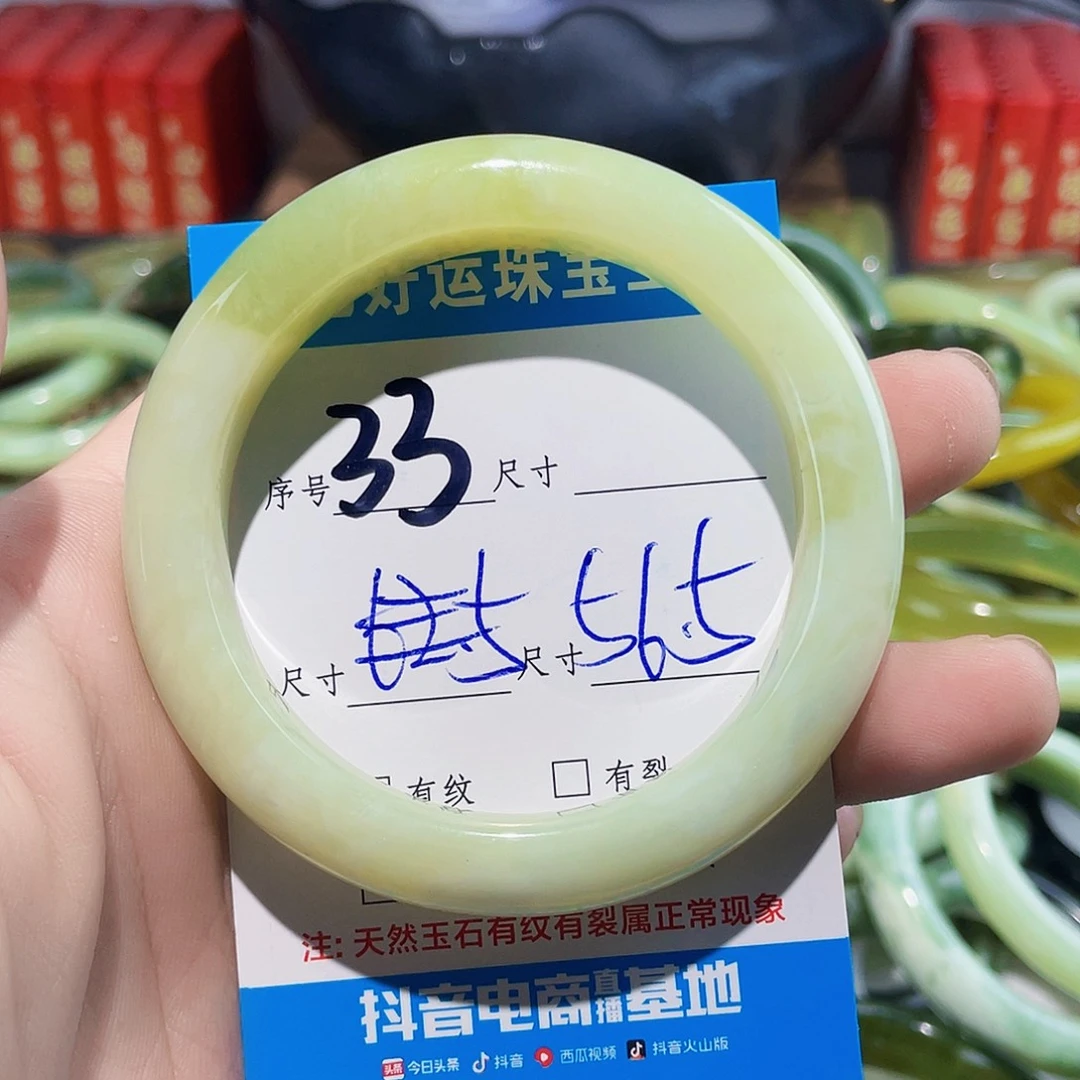 好运珠宝
序号 33 尺寸
尺寸 尺寸 56.5
有纹 有裂
注: 天然玉石有纹有裂属正常现象
抖音电商直播基地
头条 今日头条 抖音 西瓜视频 抖音火山版